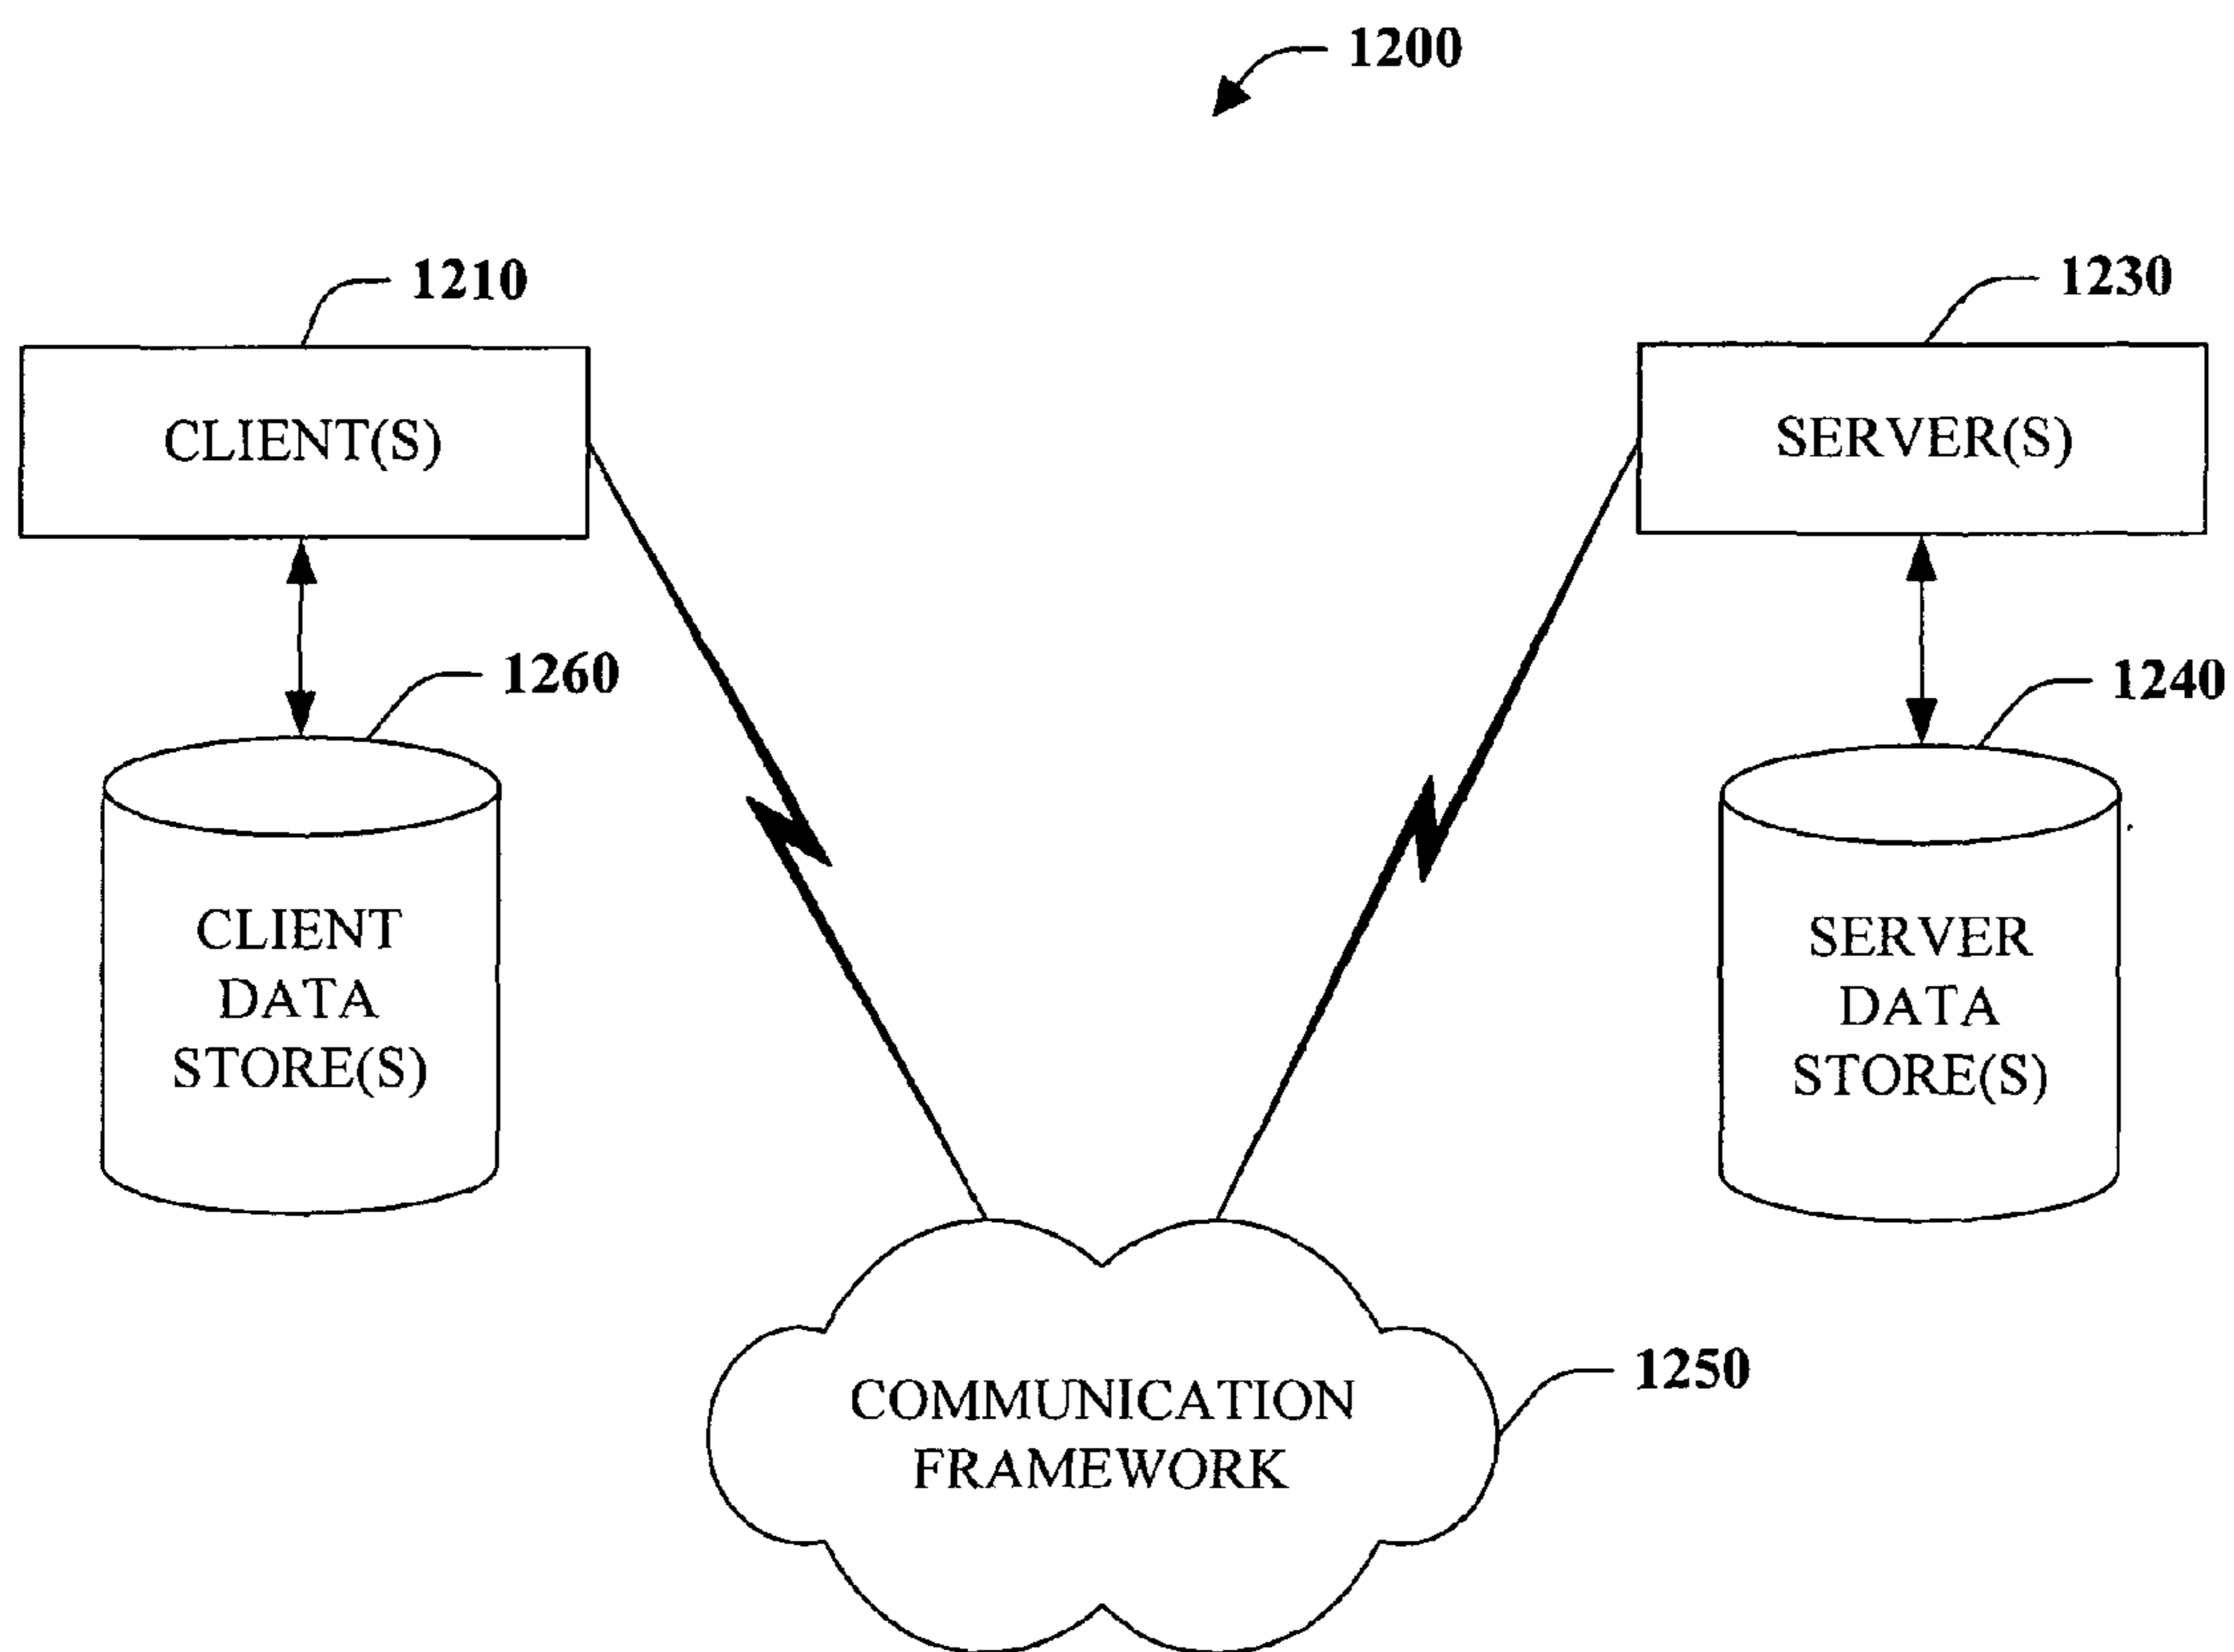 1200
1210
1230
CLIENT(S)
SERVER(S)
1260
1240
CLIENT
DATA
STORE(S)
SERVER
DATA
STORE(S)
1250
COMMUNICATION
FRAMEWORK